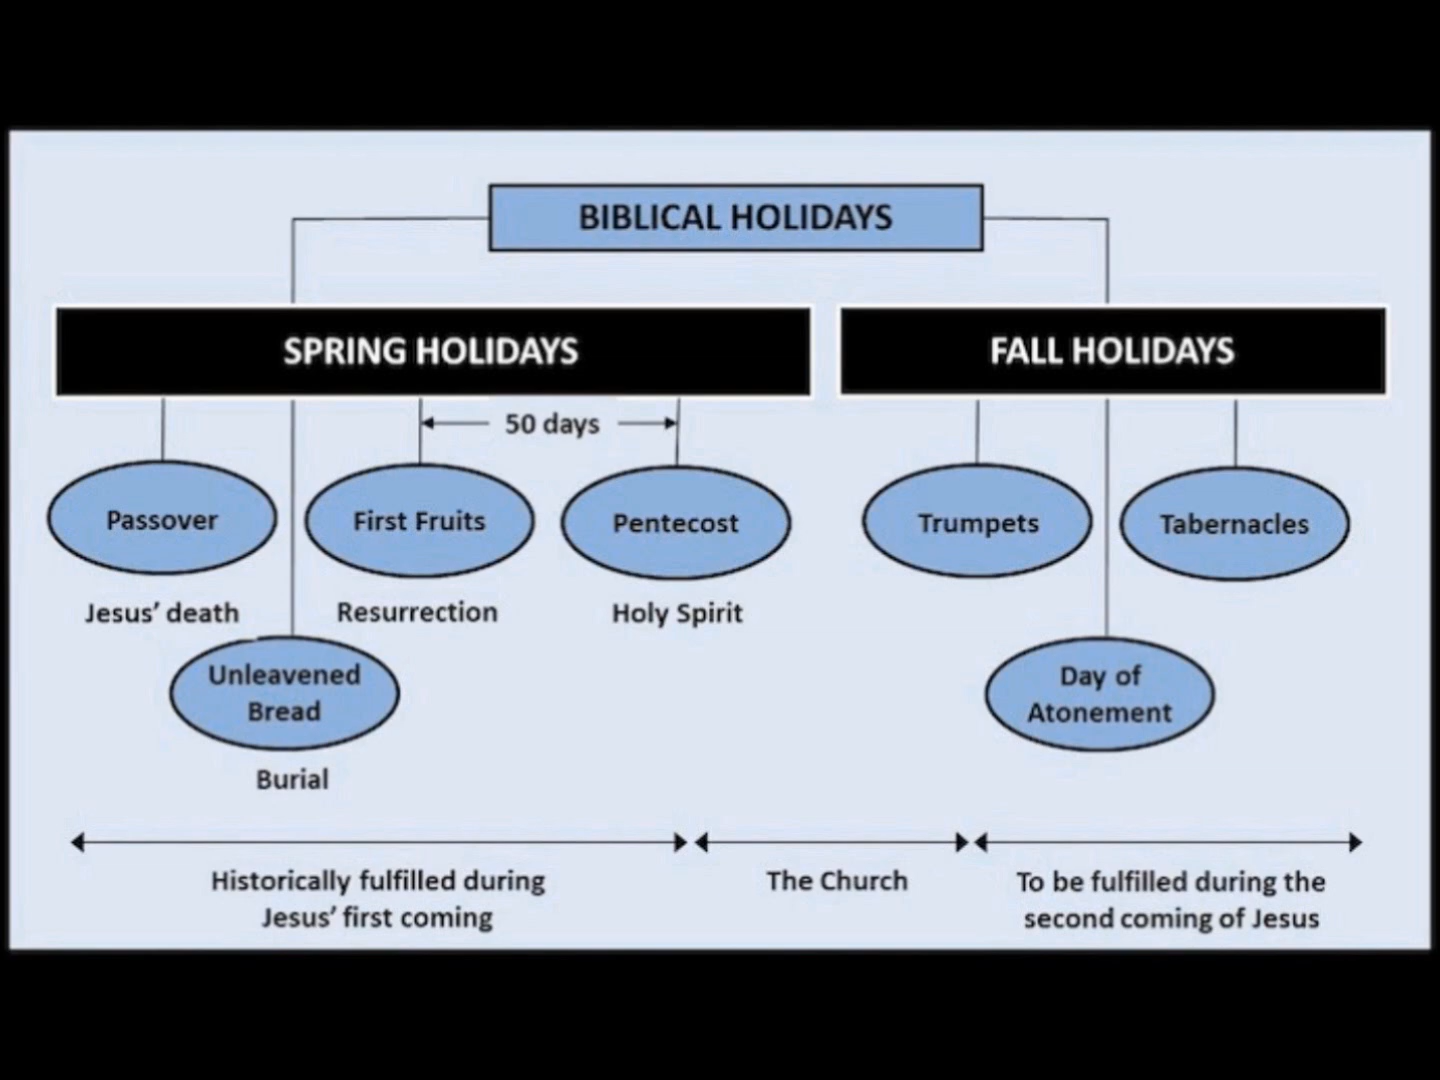 BIBLICAL HOLIDAYS
SPRING HOLIDAYS
FALL HOLIDAYS
50 days
Passover
First Fruits
Pentecost
Trumpets
Tabernacles
Jesus’ death
Resurrection
Holy Spirit
Unleavened
Bread
Day of
Atonement
Burial
Historically fulfilled during
Jesus’ first coming
The Church
To be fulfilled during the
second coming of Jesus